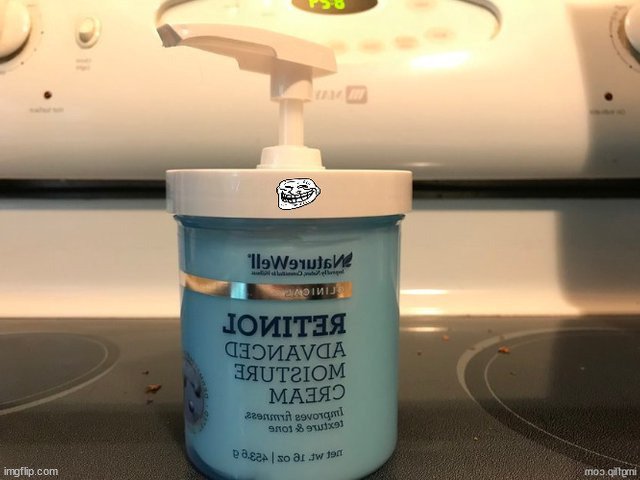 NatureWell®
CLINICAL
RETINOL
ADVANCED
MOISTURE
CREAM
Improves firmness,
texture & tone
net wt. 16 oz | 453.6 g
imgflip.com
imgflip.com